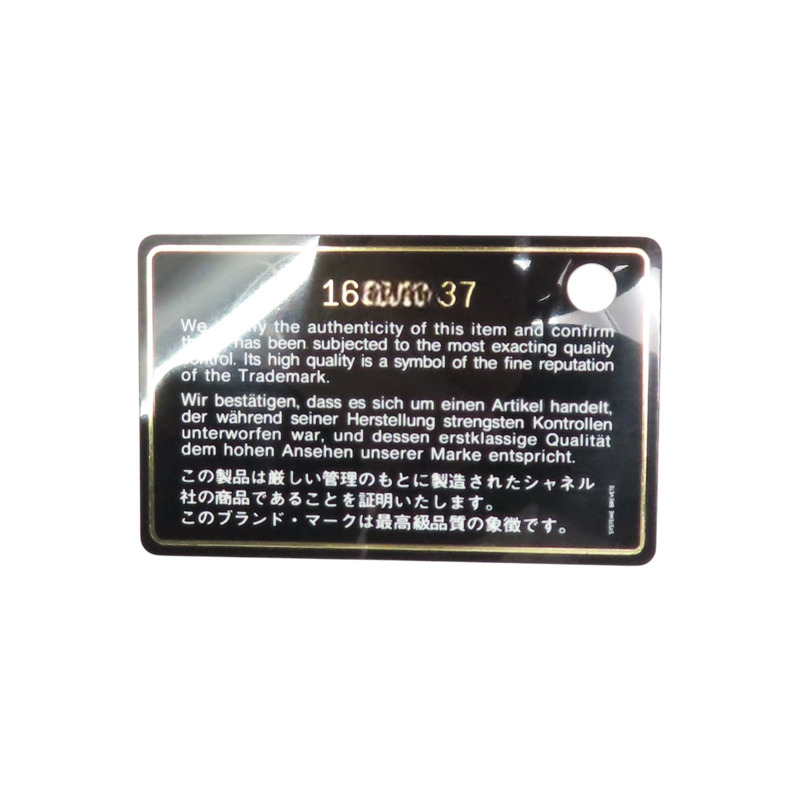 16 37
We the authenticity of this item and confirm
has been subjected to the most exacting quality
Its high quality is a symbol of the fine reputation
of the Trademark.
Wir bestätigen, dass es sich um einen Artikel handelt,
der während seiner Herstellung strengsten Kontrollen
unterworfen war, und dessen erstklassige Qualität
dem hohen Ansehen unserer Marke entspricht.
この製品は厳しい管理のもとに製造されたシャネル
社の商品であることを証明いたします。
このブランド・マークは最高級品質の象徴です。